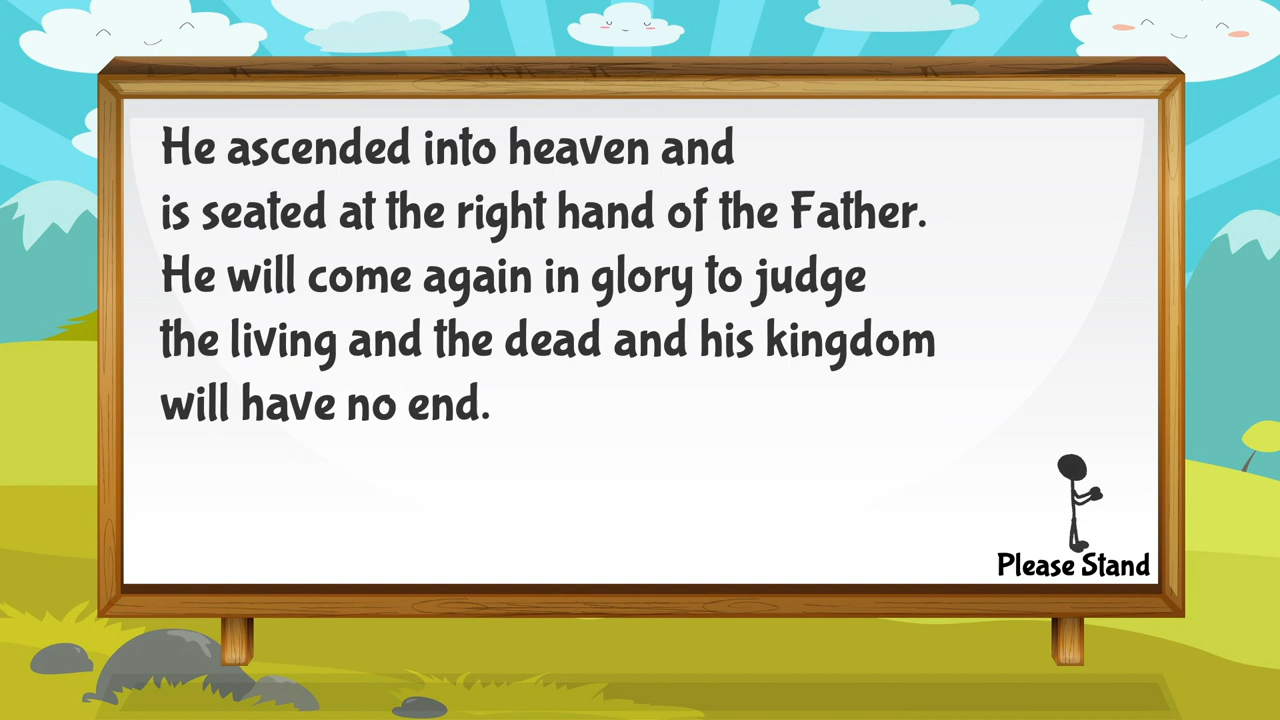 He ascended into heaven and
is seated at the right hand of the Father.
He will come again in glory to judge
the living and the dead and his kingdom
will have no end.
Please Stand